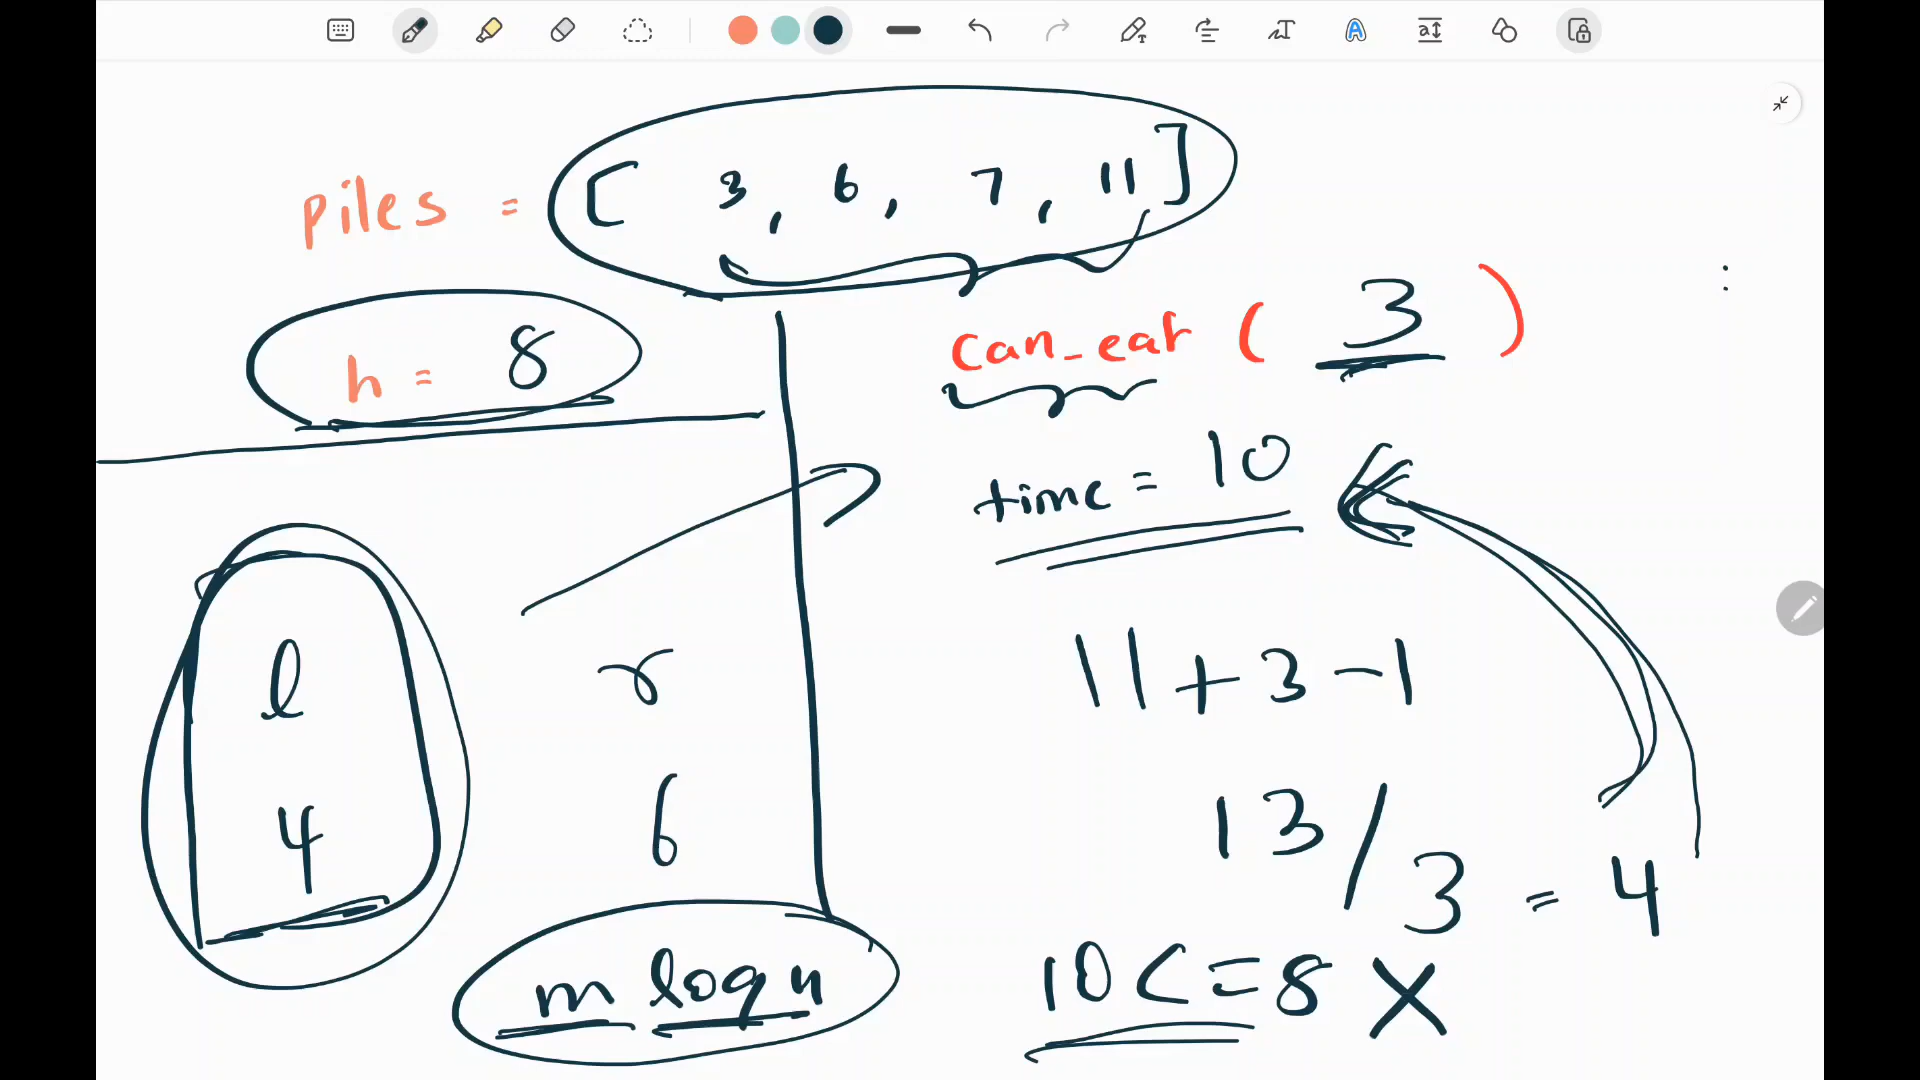 piles = [ 3, 6, 7, 11 ]
h = 8
can_eat ( 3 )
time = 10
l r
4 6
11 + 3 - 1
13 / 3 = 4
m log n
10 <= 8 X